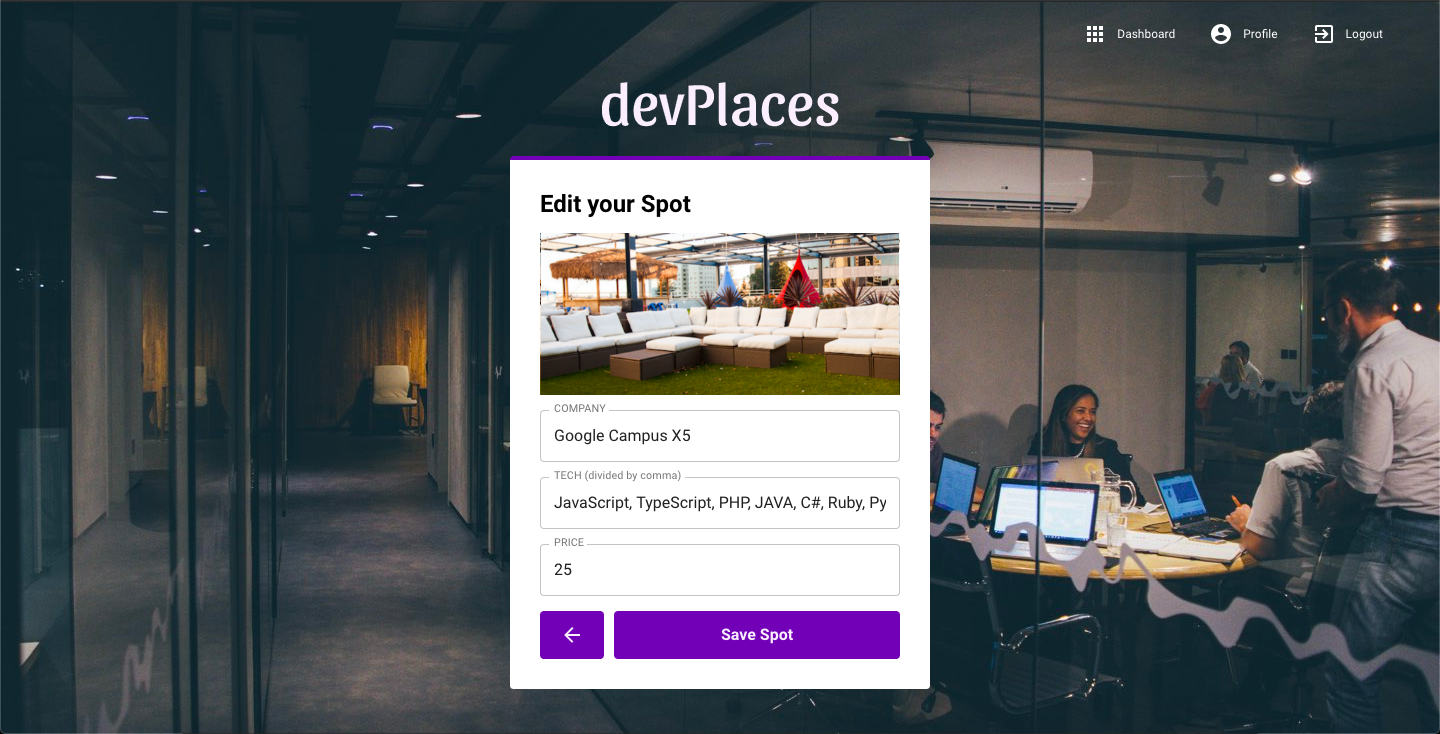 Dashboard
Profile
Logout
devPlaces
Edit your Spot
COMPANY
Google Campus X5
TECH (divided by comma)
JavaScript, TypeScript, PHP, JAVA, C#, Ruby, Py
PRICE
25
Save Spot